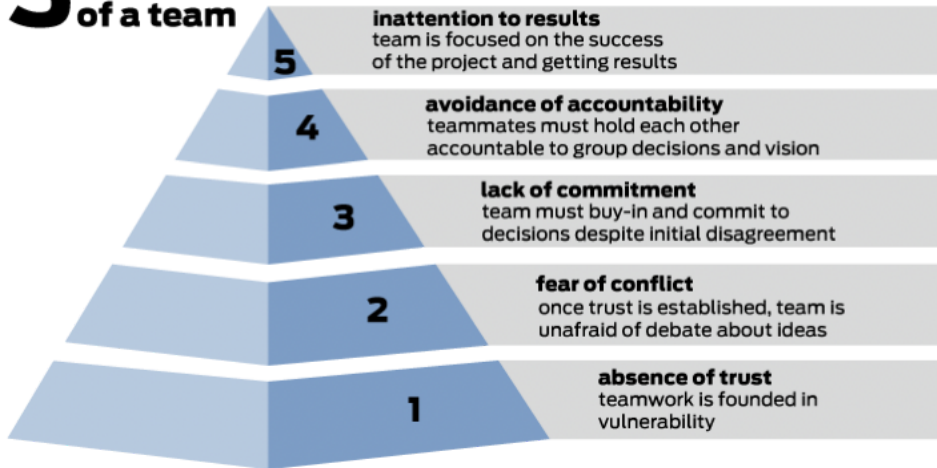 5 of a team
inattention to results
team is focused on the success
of the project and getting results
5
avoidance of accountability
teammates must hold each other
accountable to group decisions and vision
4
lack of commitment
team must buy-in and commit to
decisions despite initial disagreement
3
fear of conflict
once trust is established, team is
unafraid of debate about ideas
2
absence of trust
teamwork is founded in
vulnerability
1